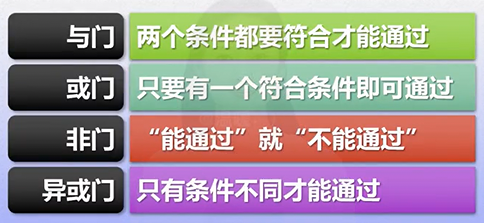 与门 两个条件都要符合才能通过
或门 只要有一个符合条件即可通过
非门 “能通过”就“不能通过”
异或门 只有条件不同才能通过